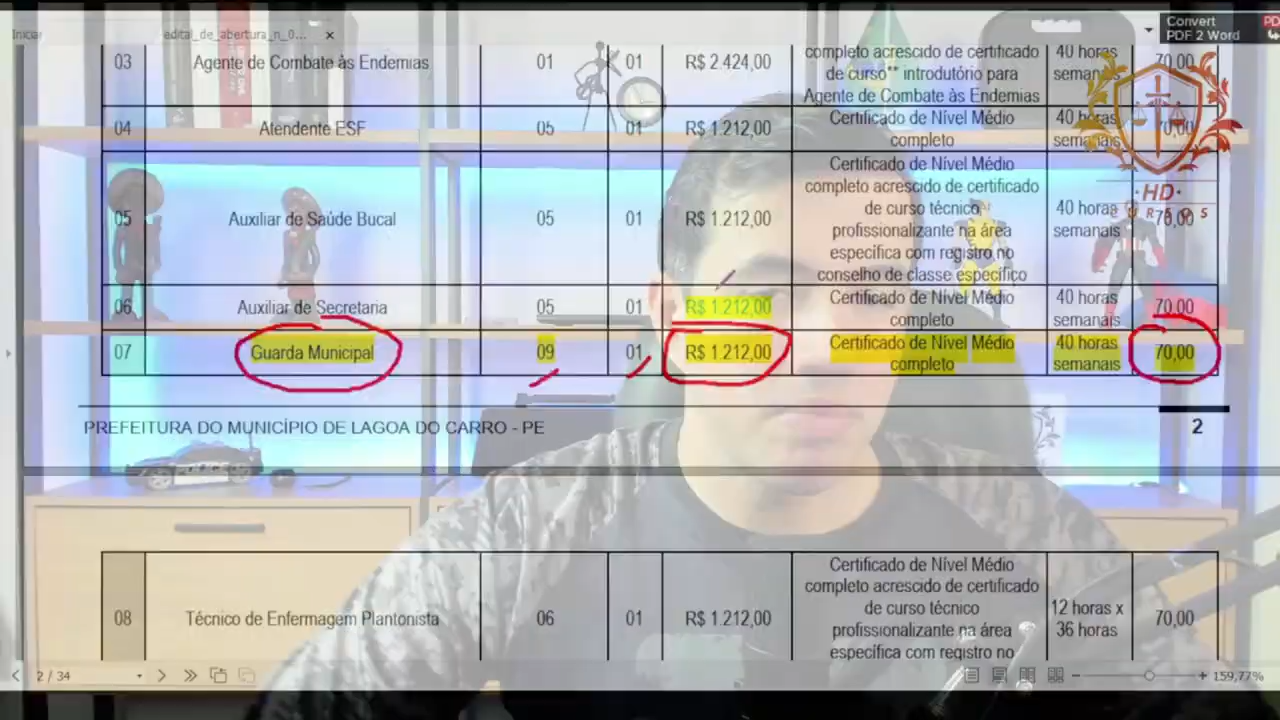 Iniciar
edital_de_abertura_n_0... ×
Convert
PDF 2 Word
03 Agente de Combate às Endemias 01 01 R$ 2.424,00 completo acrescido de certificado de curso** introdutório para Agente de Combate às Endemias 40 horas semanais 70,00
04 Atendente ESF 05 01 R$ 1.212,00 Certificado de Nível Médio completo 40 horas semanais 70,00
05 Auxiliar de Saúde Bucal 05 01 R$ 1.212,00 Certificado de Nível Médio completo acrescido de certificado de curso técnico profissionalizante na área específica com registro no conselho de classe específico 40 horas semanais 70,00
HD
CURSOS
06 Auxiliar de Secretaria 05 01 R$ 1.212,00 Certificado de Nível Médio completo 40 horas semanais 70,00
07 Guarda Municipal 09 01 R$ 1.212,00 Certificado de Nível Médio completo 40 horas semanais 70,00
PREFEITURA DO MUNICÍPIO DE LAGOA DO CARRO - PE 2
08 Técnico de Enfermagem Plantonista 06 01 R$ 1.212,00 Certificado de Nível Médio completo acrescido de certificado de curso técnico profissionalizante na área específica com registro no 12 horas x 36 horas 70,00
2 / 34
159,77%